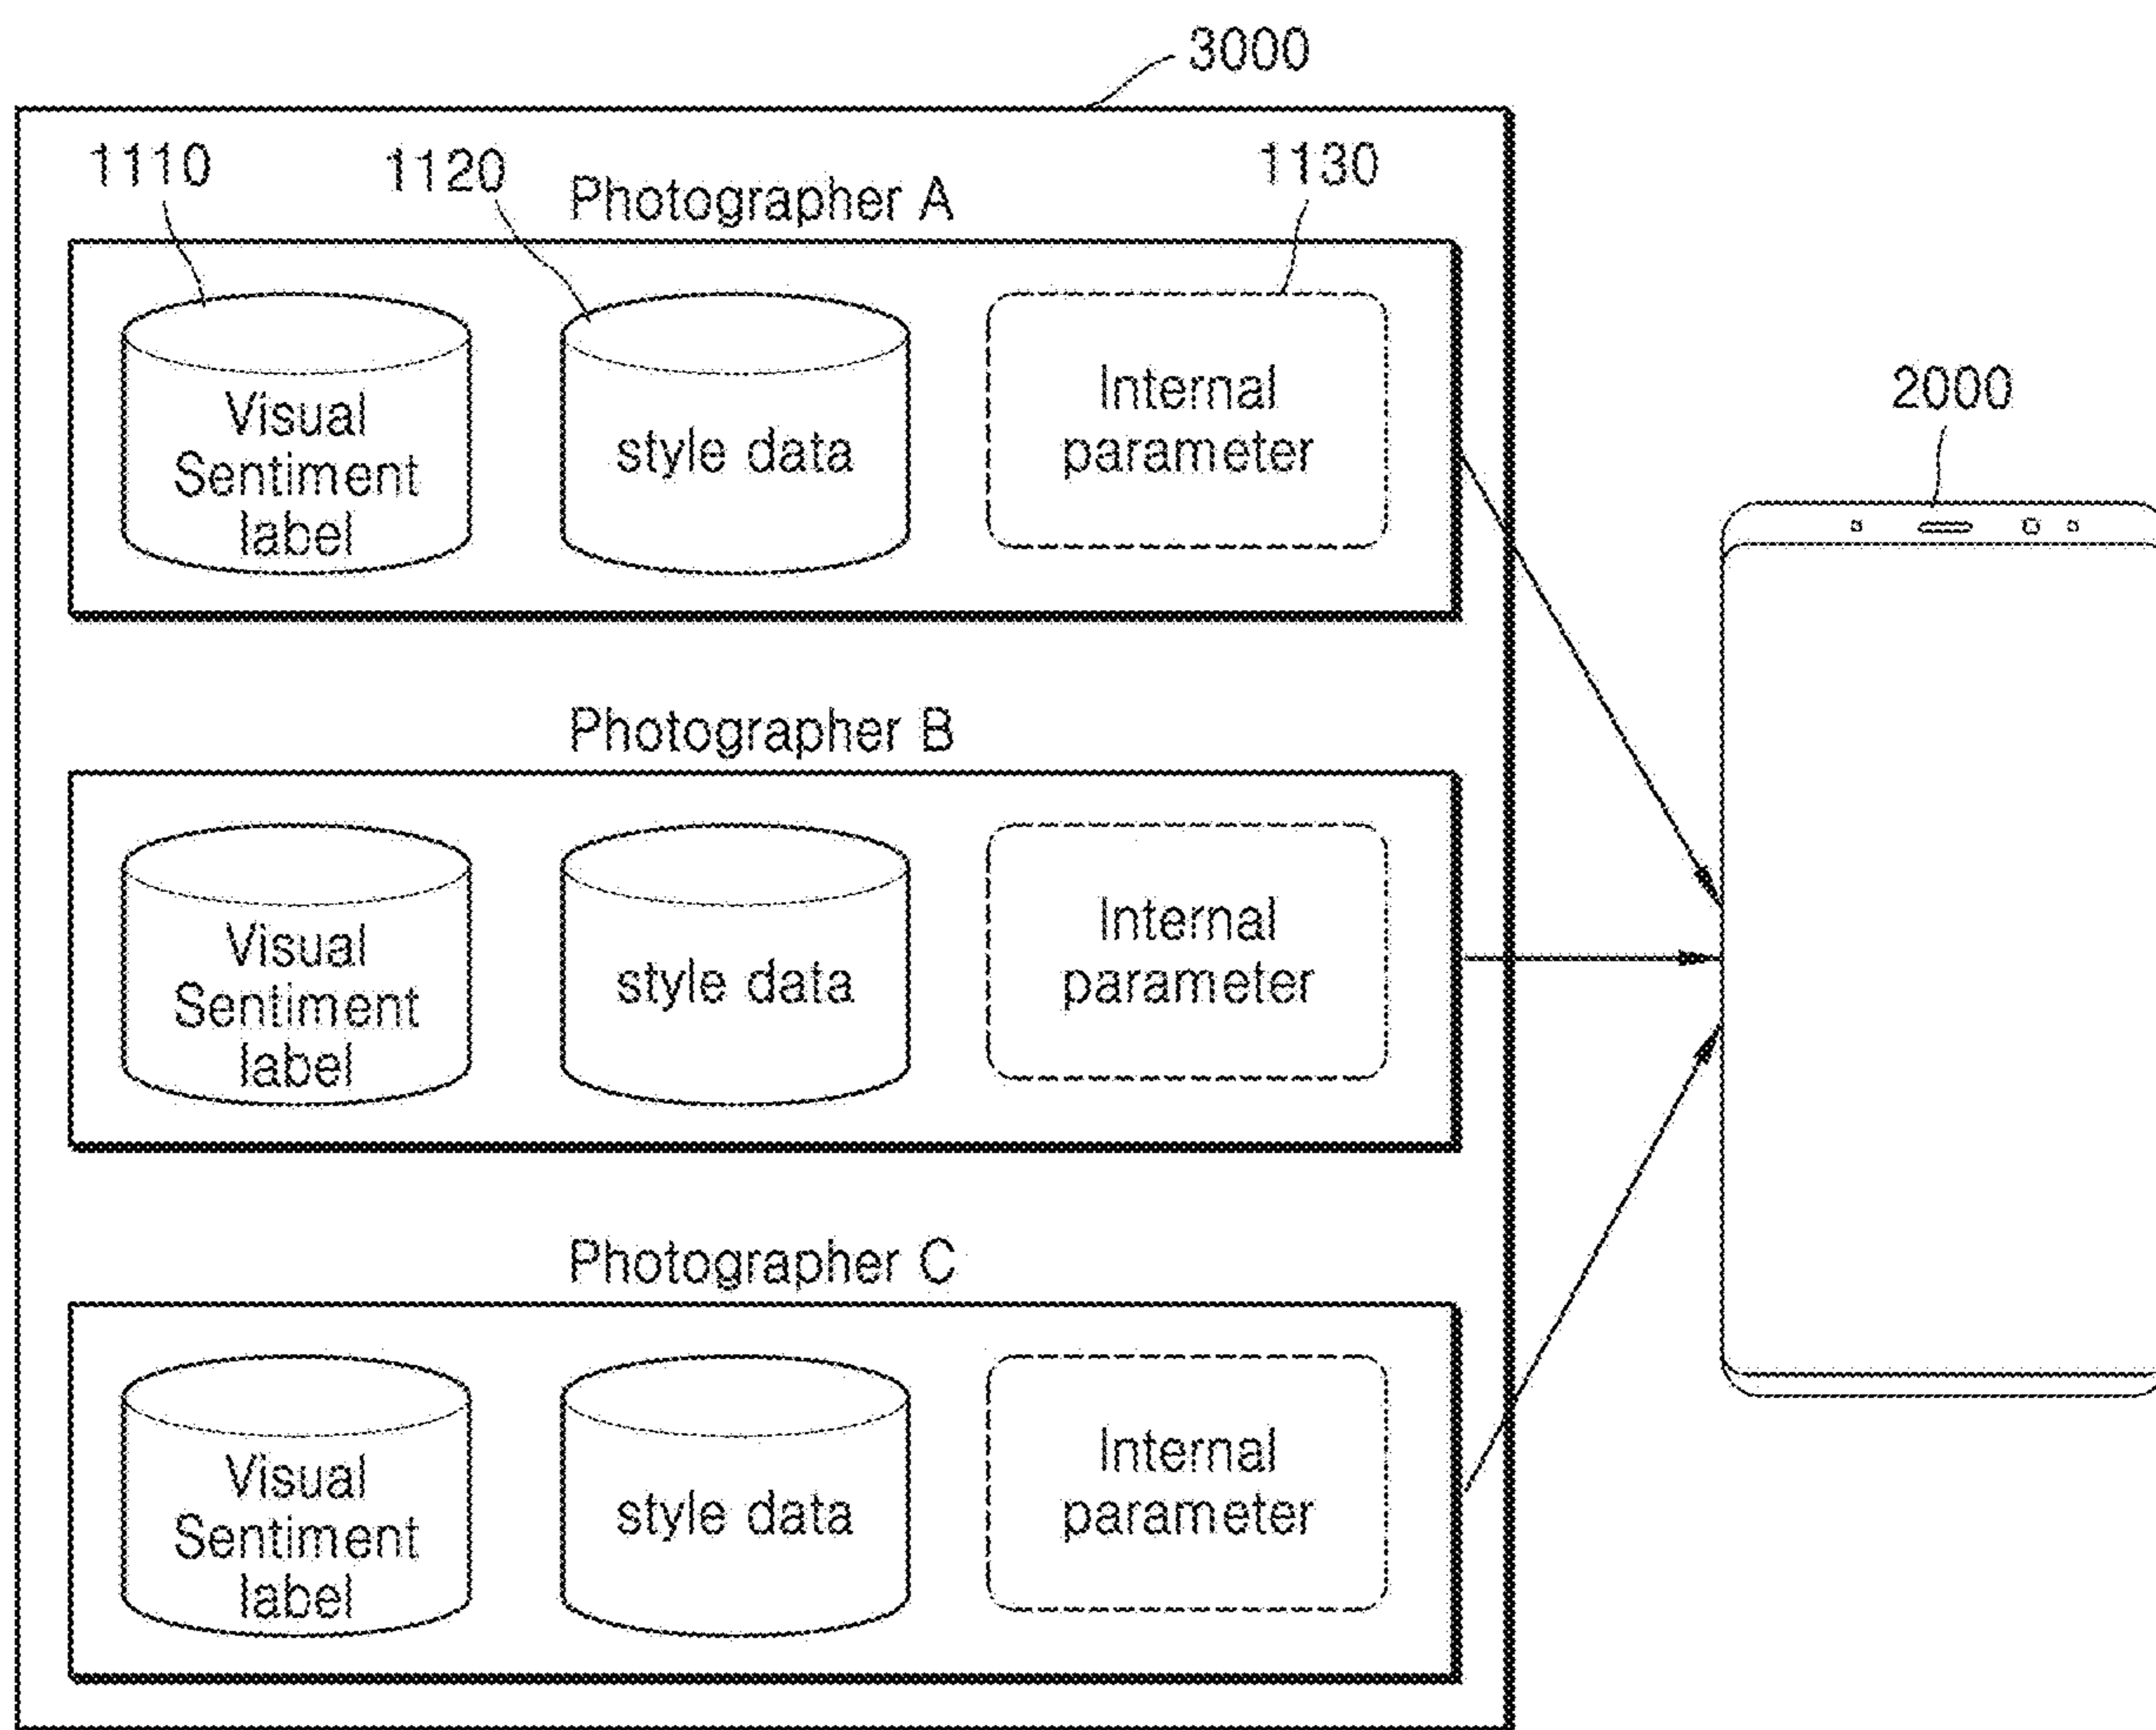 3000
1110
1120
1130
Photographer A
Visual
Sentiment
label
style data
Internal
parameter
2000
Photographer B
Visual
Sentiment
label
style data
Internal
parameter
Photographer C
Visual
Sentiment
label
style data
Internal
parameter